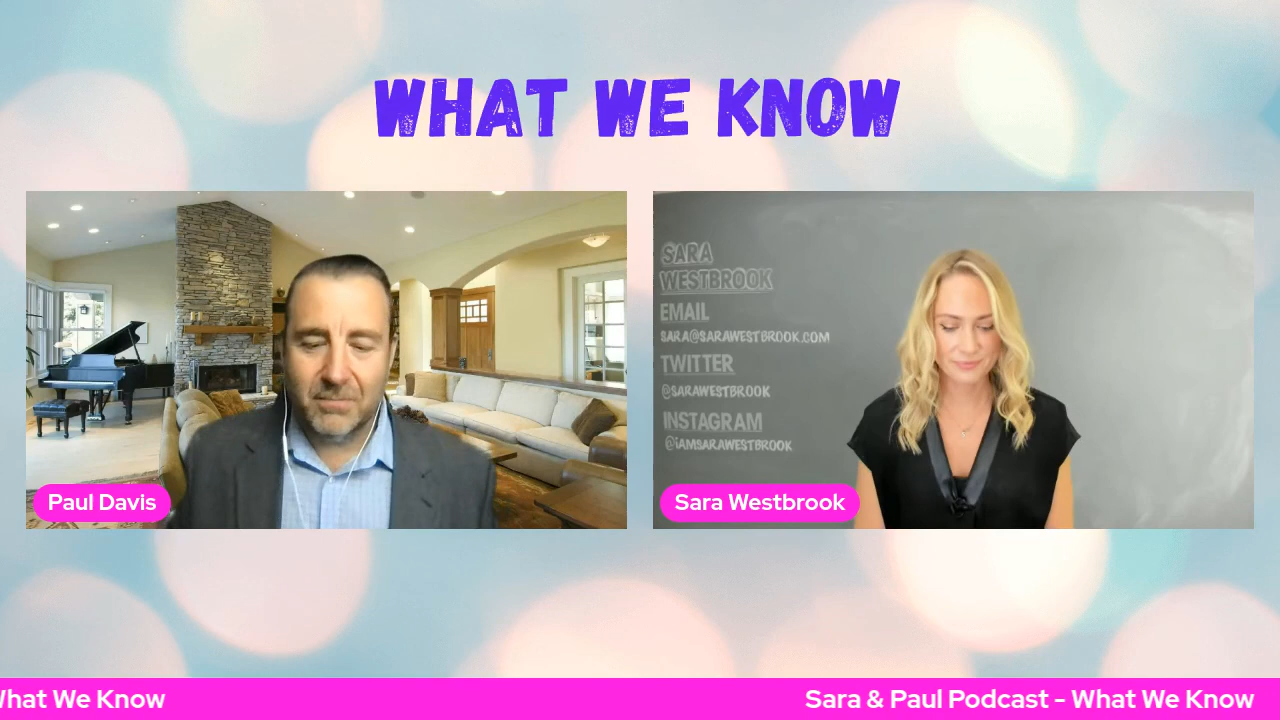 WHAT WE KNOW
SARA
WESTBROOK
EMAIL
SARA@SARAWESTBROOK.COM
TWITTER
@SARAWESTBROOK
INSTAGRAM
@iAMSARAWESTBROOK
Paul Davis
Sara Westbrook
What We Know
Sara & Paul Podcast - What We Know